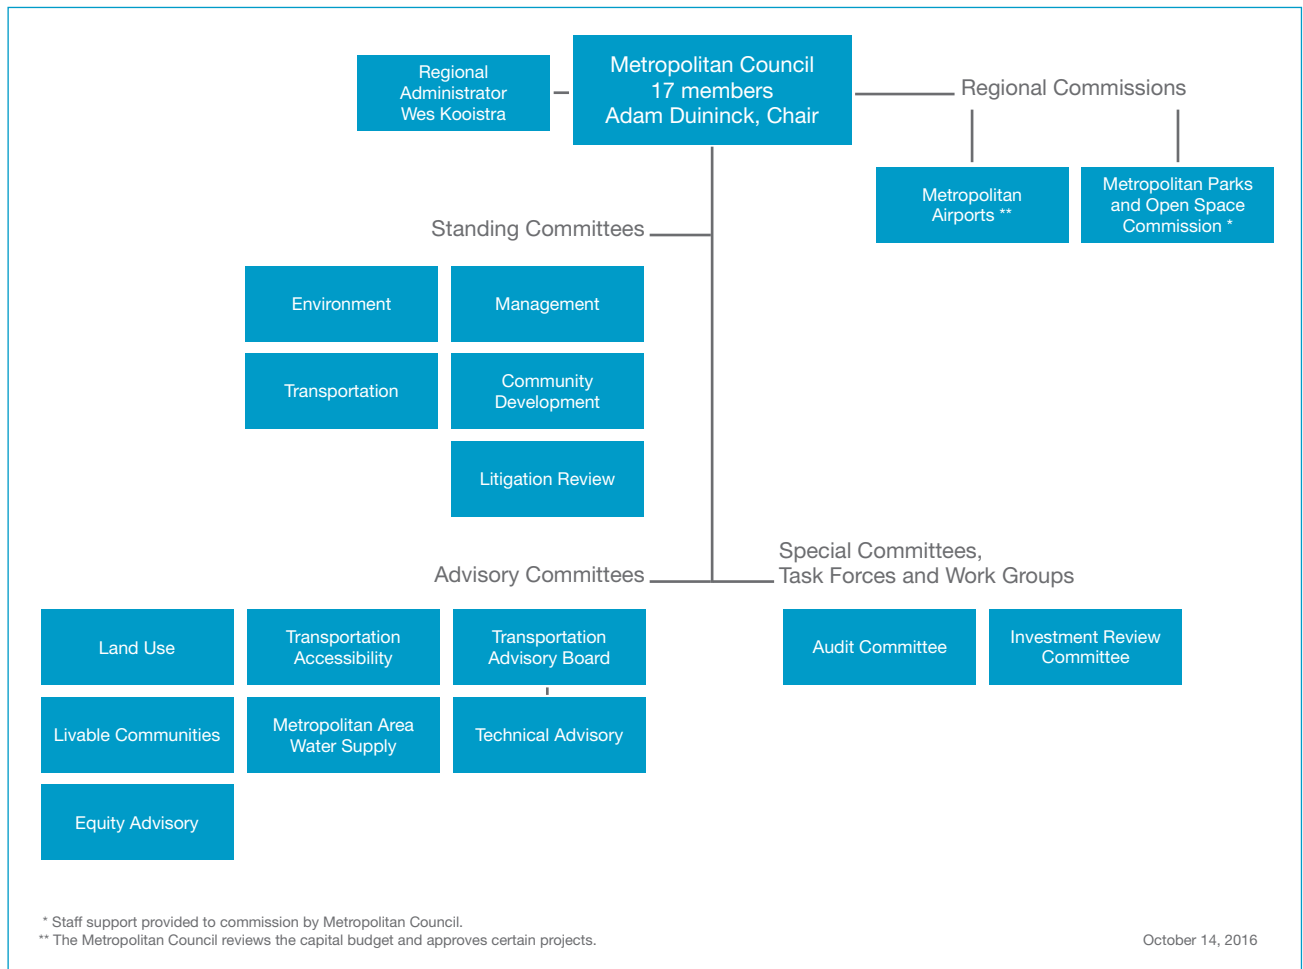 Regional
Administrator
Wes Kooistra
Metropolitan Council
17 members
Adam Duininck, Chair
Regional Commissions
Metropolitan
Airports **
Metropolitan Parks
and Open Space
Commission *
Standing Committees
Environment
Management
Transportation
Community
Development
Litigation Review
Advisory Committees
Special Committees,
Task Forces and Work Groups
Land Use
Transportation
Accessibility
Transportation
Advisory Board
Audit Committee
Investment Review
Committee
Livable Communities
Metropolitan Area
Water Supply
Technical Advisory
Equity Advisory
* Staff support provided to commission by Metropolitan Council.
** The Metropolitan Council reviews the capital budget and approves certain projects.
October 14, 2016